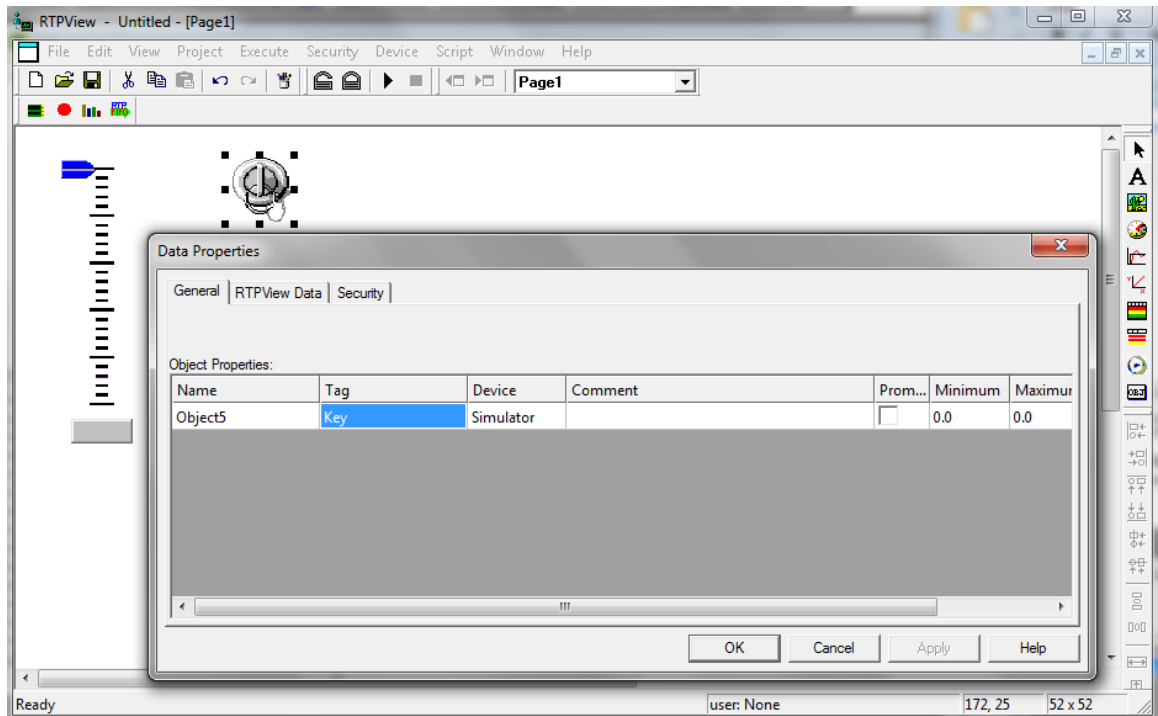 RTPView - Untitled - [Page1]
File Edit View Project Execute Security Device Script Window Help
Page1
RTP
A
OBJ
Data Properties
General RTPView Data Security
Object Properties:
Name Tag Device Comment Prom... Minimum Maximur
Object5 Key Simulator 0.0 0.0
OK Cancel Apply Help
Ready user: None 172, 25 52 x 52